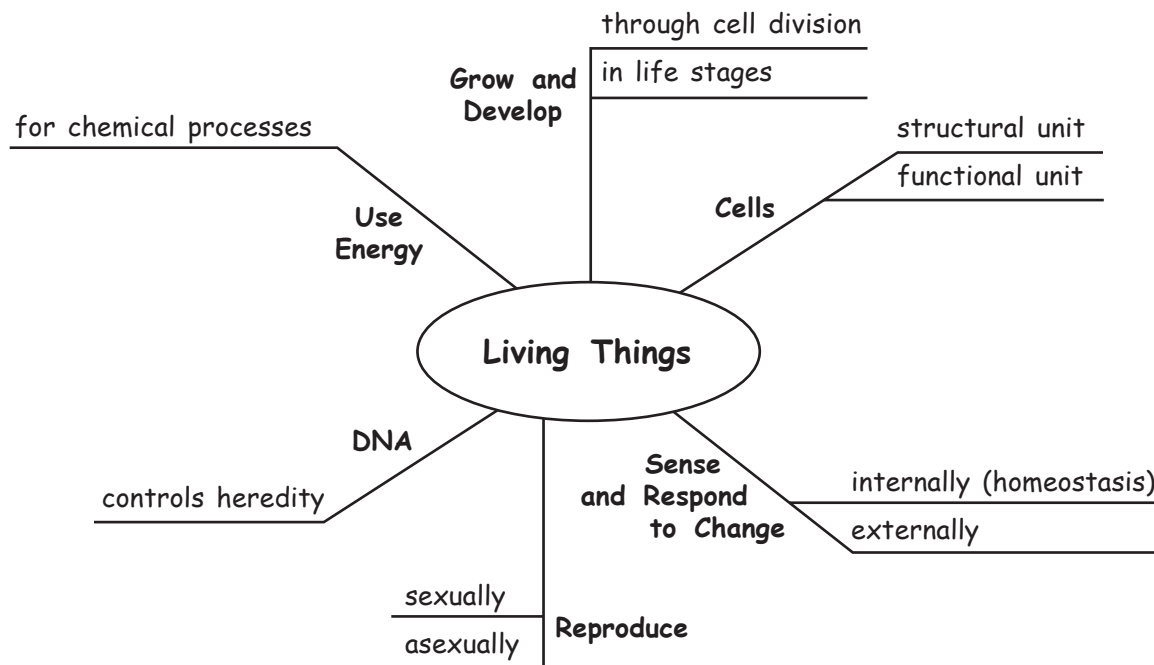 through cell division
in life stages
Grow and
Develop
for chemical processes
Use
Energy
structural unit
functional unit
Cells
Living Things
DNA
controls heredity
Sense
and Respond
to Change
internally (homeostasis)
externally
sexually
asexually
Reproduce